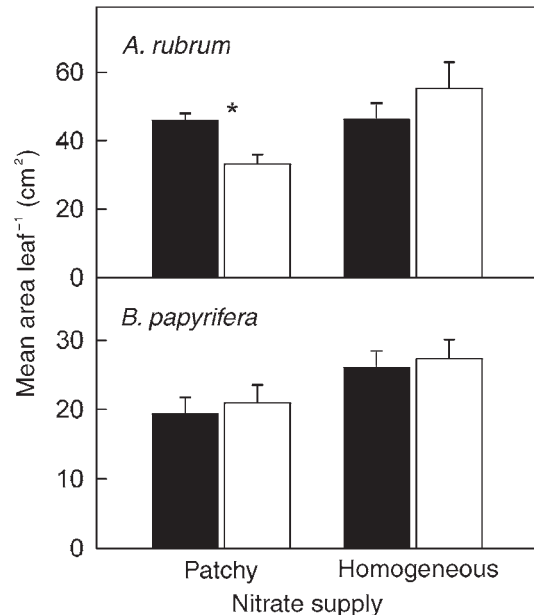 A. rubrum
60
40
20
0
*
B. papyrifera
30
20
10
0
Mean area leaf⁻¹ (cm²)
Patchy Homogeneous
Nitrate supply